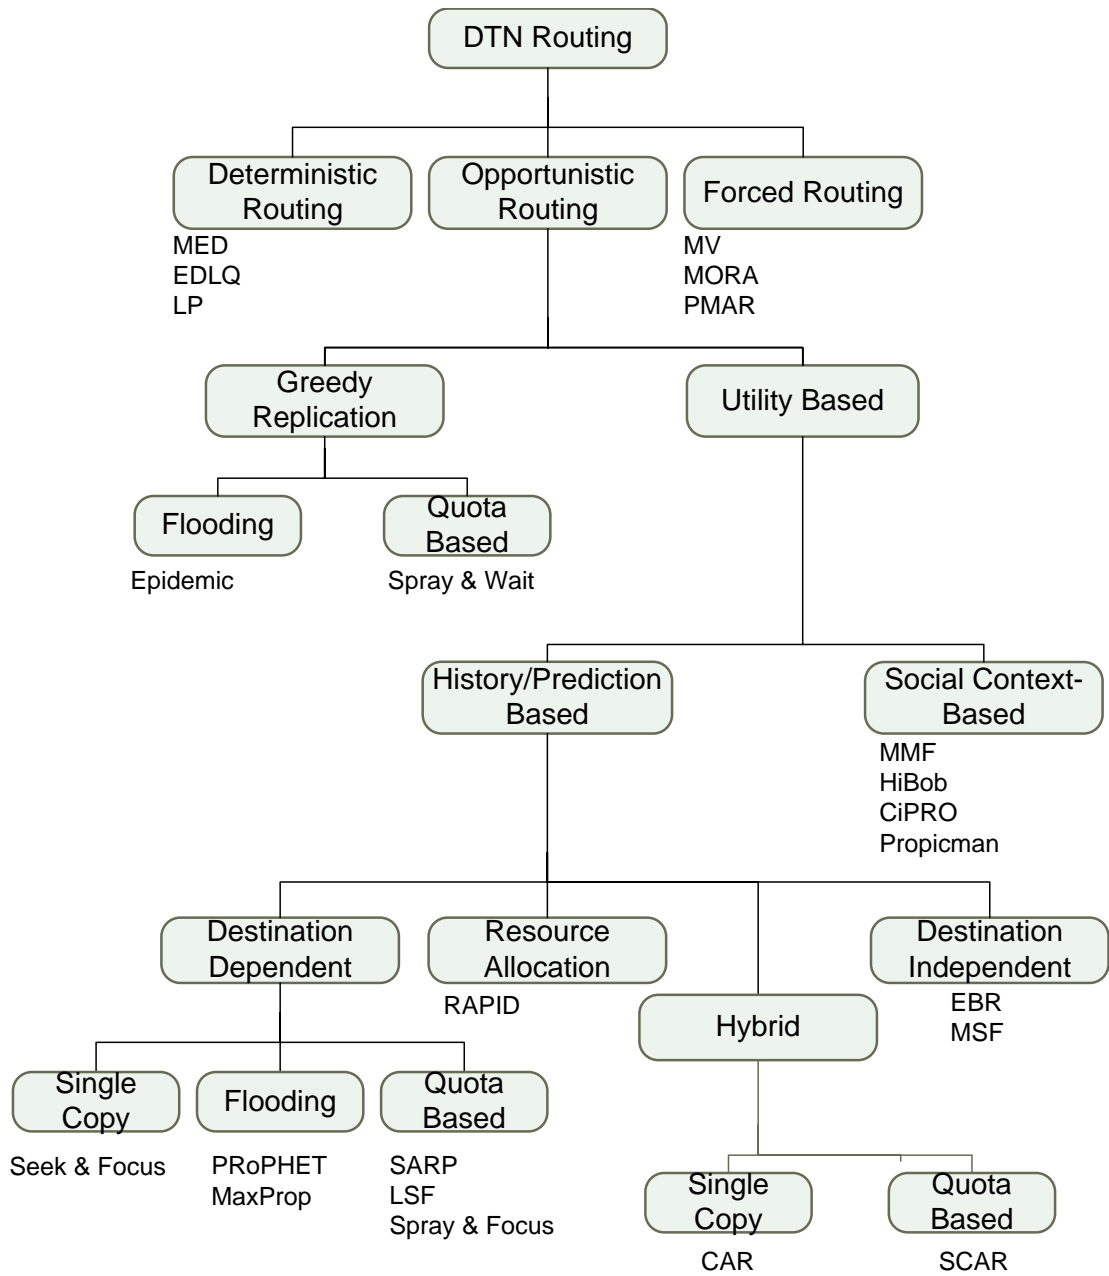 DTN Routing
Deterministic
Routing
Opportunistic
Routing
Forced Routing
MED
EDLQ
LP
MV
MORA
PMAR
Greedy
Replication
Utility Based
Flooding
Quota
Based
Epidemic
Spray & Wait
History/Prediction
Based
Social Context-
Based
MMF
HiBob
CiPRO
Propicman
Destination
Dependent
Resource
Allocation
Destination
Independent
RAPID
EBR
MSF
Hybrid
Single
Copy
Flooding
Quota
Based
Seek & Focus
PRoPHET
MaxProp
SARP
LSF
Spray & Focus
Single
Copy
Quota
Based
CAR
SCAR